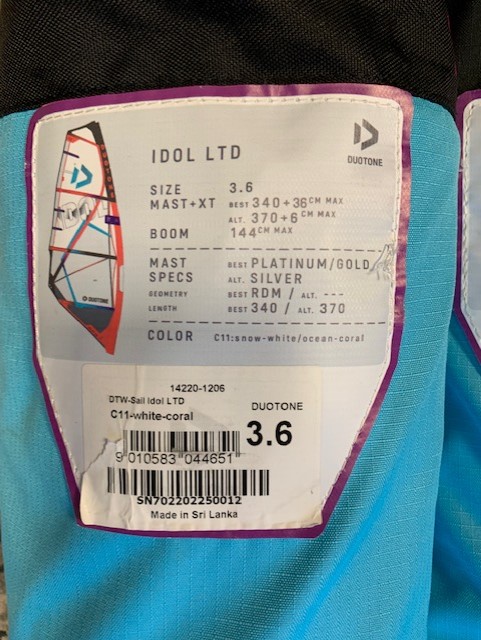 IDOL LTD
DUOTONE
SIZE 3.6
MAST+XT BEST 340+36CM MAX
ALT. 370+6CM MAX
BOOM 144CM MAX
MAST BEST PLATINUM/GOLD
SPECS ALT. SILVER
GEOMETRY BEST RDM / ALT. ---
LENGTH BEST 340 / ALT. 370
COLOR C11:snow-white/ocean-coral
DUOTONE
14220-1206
DTW-Sail Idol LTD
C11-white-coral DUOTONE
3.6
9 010583 044651
SN702202250012
Made in Sri Lanka